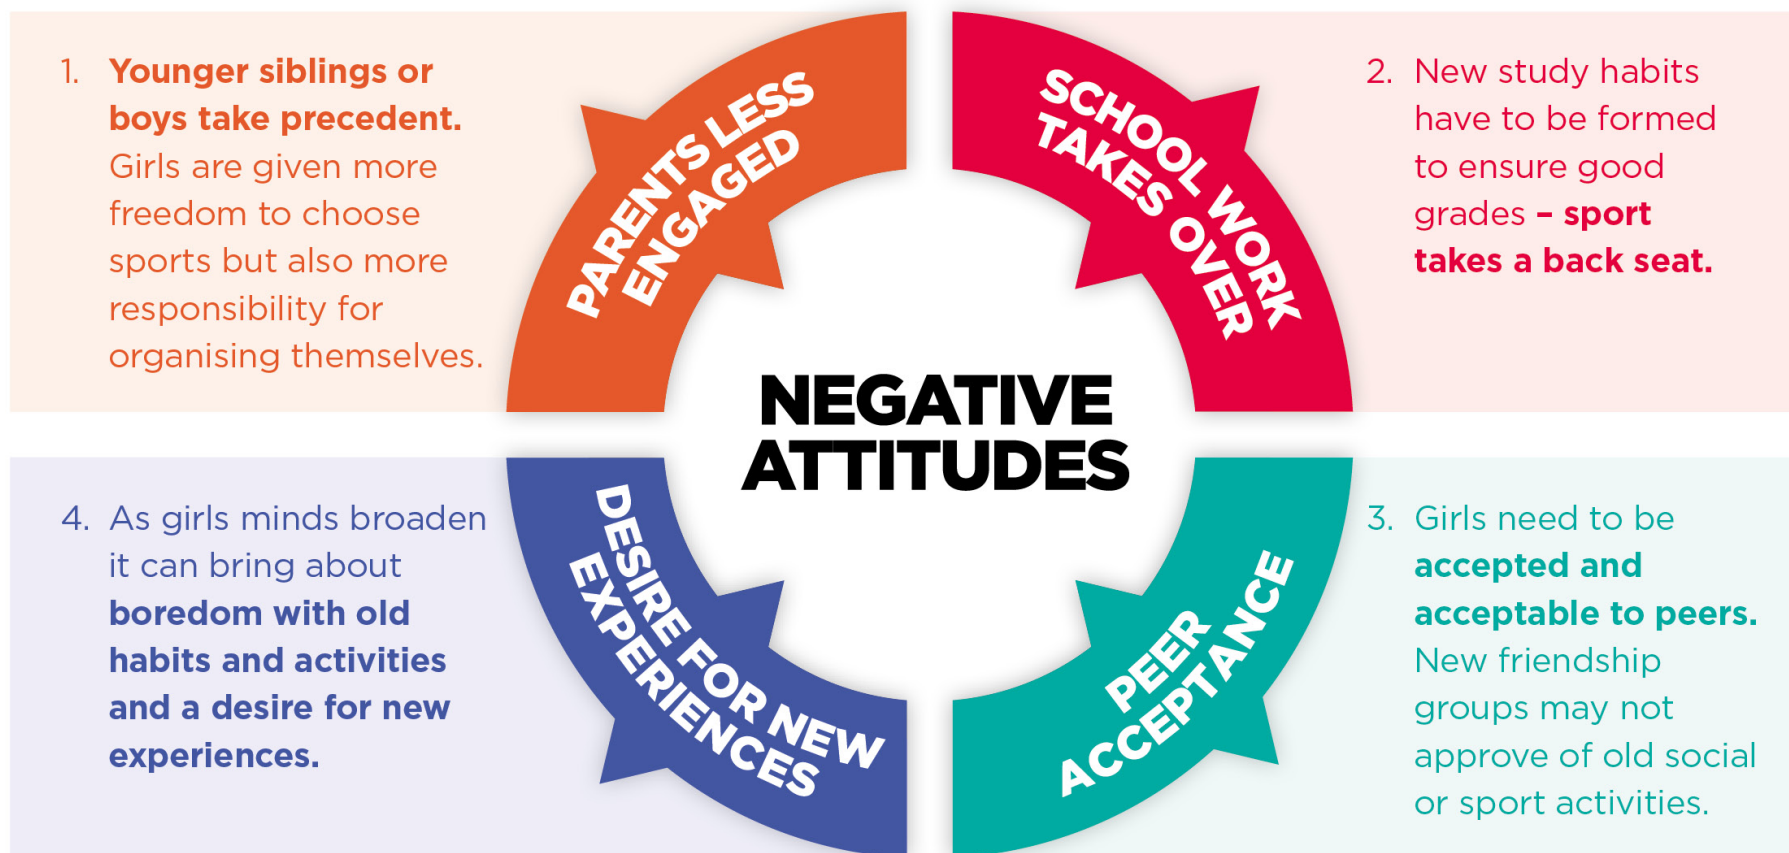 1. Younger siblings or
boys take precedent.
Girls are given more
freedom to choose
sports but also more
responsibility for
organising themselves.
PARENTS LESS
ENGAGED
SCHOOL WORK
TAKES OVER
2. New study habits
have to be formed
to ensure good
grades – sport
takes a back seat.
NEGATIVE
ATTITUDES
4. As girls minds broaden
it can bring about
boredom with old
habits and activities
and a desire for new
experiences.
DESIRE FOR NEW
EXPERIENCES
PEER
ACCEPTANCE
3. Girls need to be
accepted and
acceptable to peers.
New friendship
groups may not
approve of old social
or sport activities.